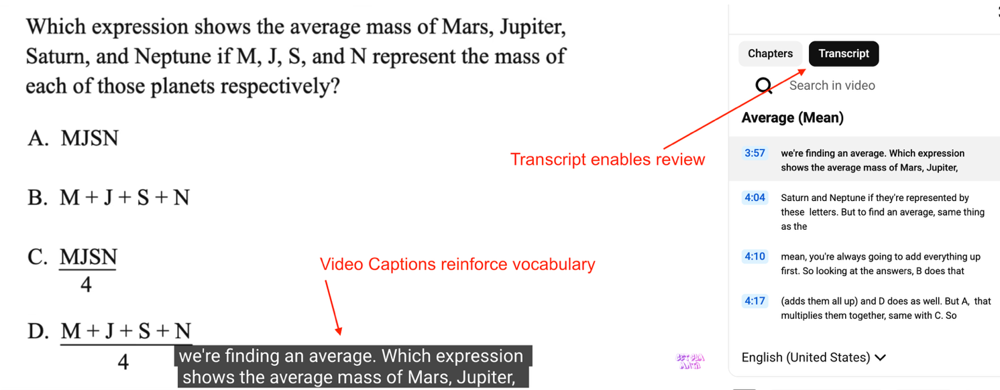 Which expression shows the average mass of Mars, Jupiter,
Saturn, and Neptune if M, J, S, and N represent the mass of
each of those planets respectively?
A. MJSN
B. M + J + S + N
C. MJSN
4
D. M + J + S + N
4
Transcript enables review
Video Captions reinforce vocabulary
we're finding an average. Which expression
shows the average mass of Mars, Jupiter,
Chapters
Transcript
Search in video
Average (Mean)
3:57 we're finding an average. Which expression
shows the average mass of Mars, Jupiter,
4:04 Saturn and Neptune if they're represented by
these letters. But to find an average, same thing
as the
4:10 mean, you're always going to add everything up
first. So looking at the answers, B does that
4:17 (adds them all up) and D does as well. But A, that
multiplies them together, same with C. So
English (United States)